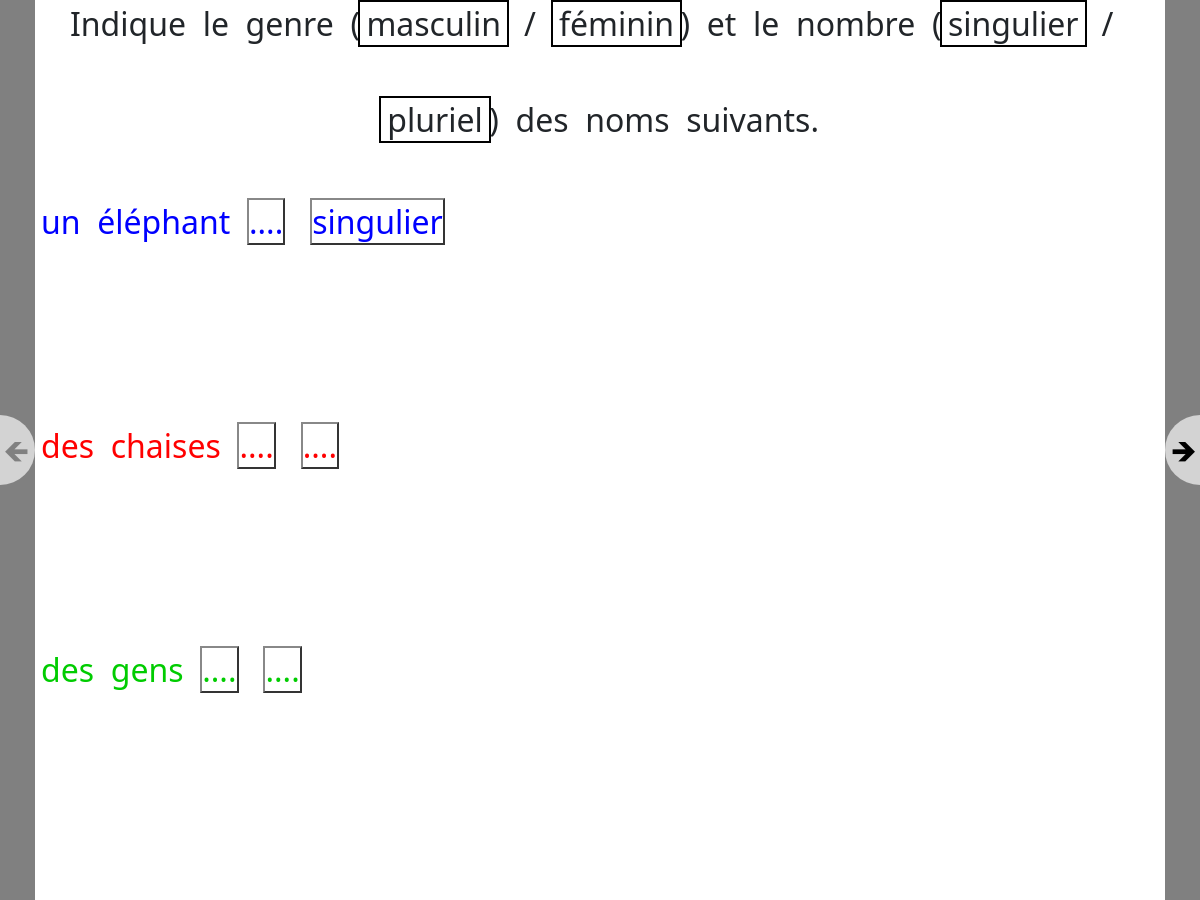 Indique le genre (masculin / féminin) et le nombre (singulier /
pluriel) des noms suivants.
un éléphant .... singulier
des chaises .... ....
des gens .... ....